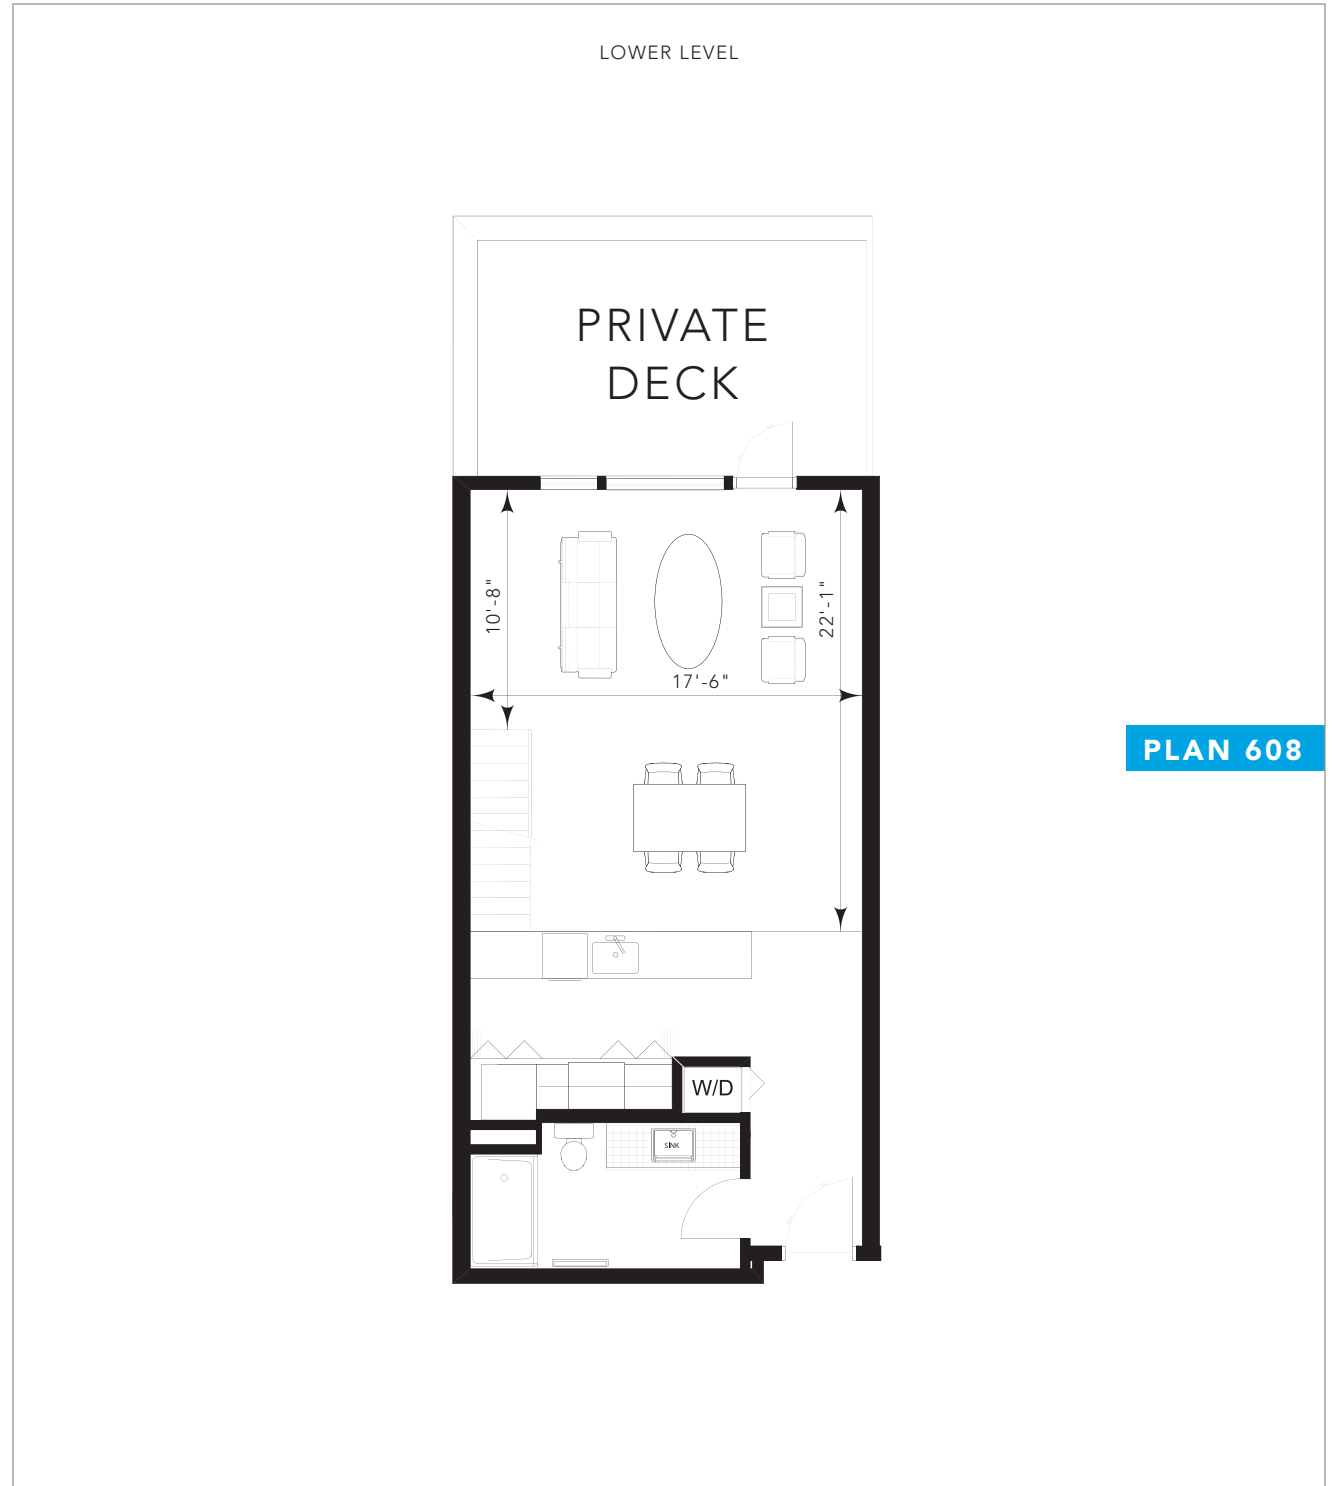 LOWER LEVEL
PRIVATE
DECK
10'-8"
22'-1"
17'-6"
PLAN 608
W/D
SINK